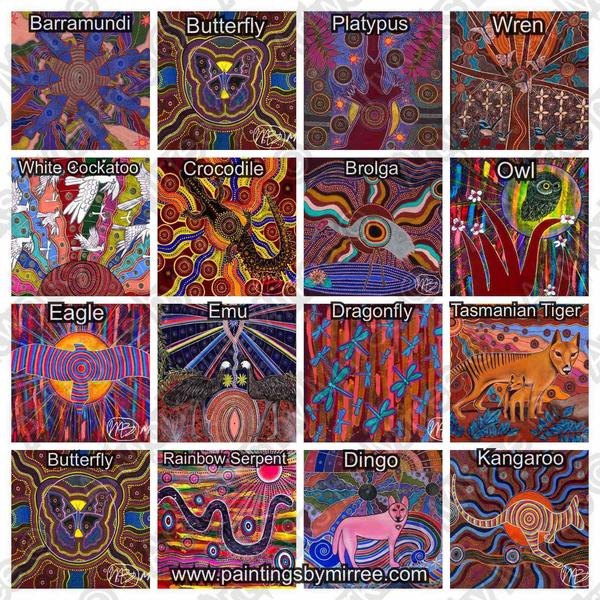 Barramundi Butterfly Platypus Wren
White Cockatoo Crocodile Brolga Owl
Eagle Emu Dragonfly Tasmanian Tiger
Butterfly Rainbow Serpent Dingo Kangaroo
www.paintingsbymirree.com